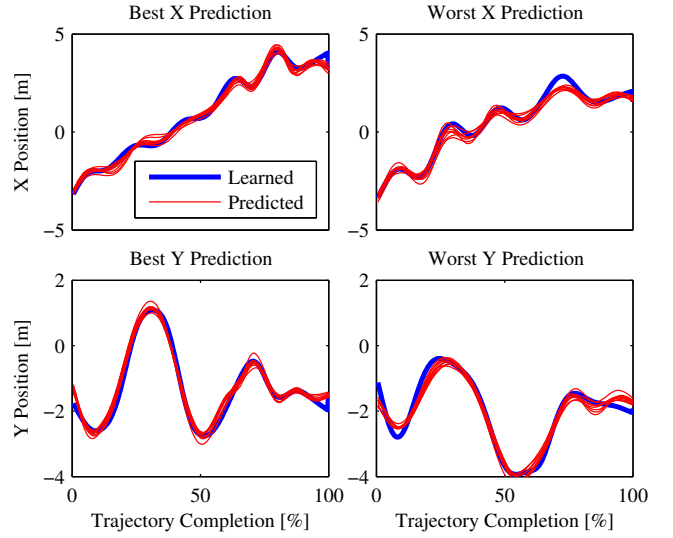 Best X Prediction
Worst X Prediction
X Position [m]
5
0
−5
5
0
−5
Learned
Predicted
Best Y Prediction
Worst Y Prediction
Y Position [m]
2
0
−2
−4
2
0
−2
−4
0
50
100
0
50
100
Trajectory Completion [%]
Trajectory Completion [%]